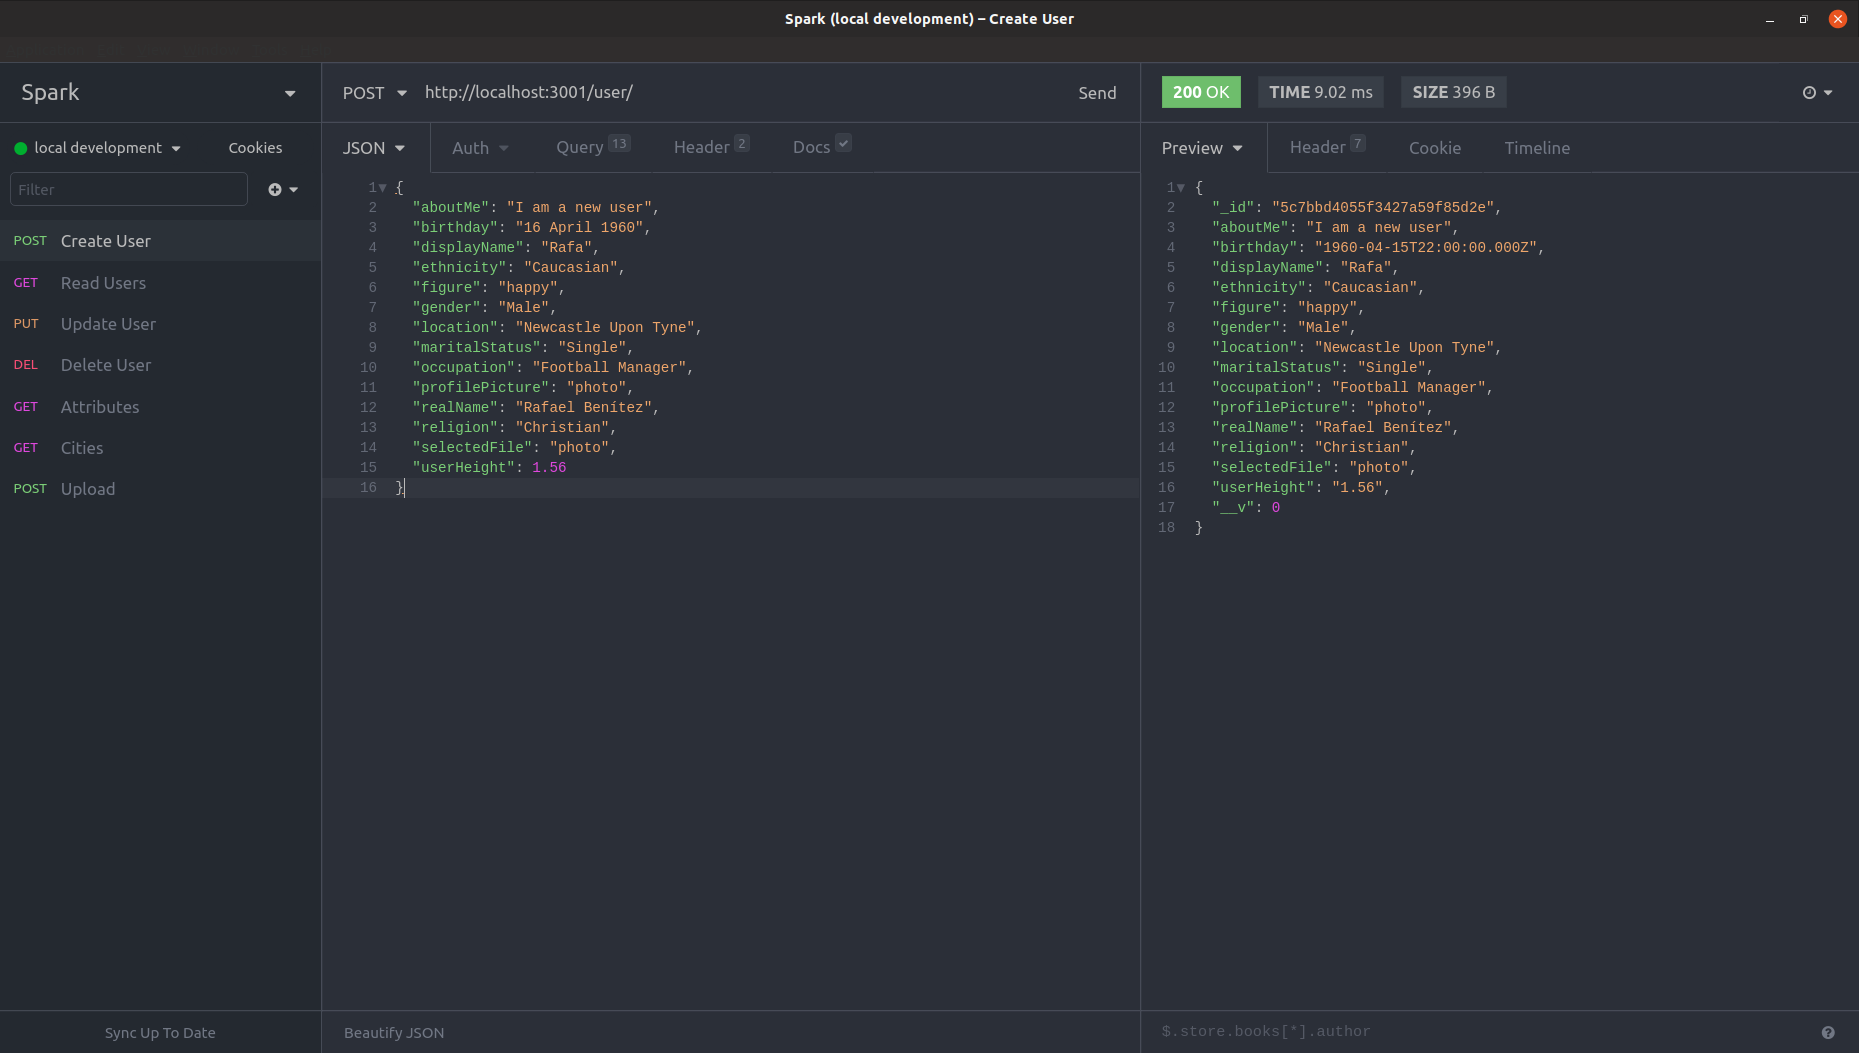 Spark (local development) – Create User
Spark
local development
Cookies
Filter
POST Create User
GET Read Users
PUT Update User
DEL Delete User
GET Attributes
GET Cities
POST Upload
Sync Up To Date
POST http://localhost:3001/user/ Send
JSON Auth Query 13 Header 2 Docs
1 {
2 "aboutMe": "I am a new user",
3 "birthday": "16 April 1960",
4 "displayName": "Rafa",
5 "ethnicity": "Caucasian",
6 "figure": "happy",
7 "gender": "Male",
8 "location": "Newcastle Upon Tyne",
9 "maritalStatus": "Single",
10 "occupation": "Football Manager",
11 "profilePicture": "photo",
12 "realName": "Rafael Benítez",
13 "religion": "Christian",
14 "selectedFile": "photo",
15 "userHeight": 1.56
16 }
Beautify JSON
200 OK TIME 9.02 ms SIZE 396 B
Preview Header 7 Cookie Timeline
1 {
2 "_id": "5c7bbd4055f3427a59f85d2e",
3 "aboutMe": "I am a new user",
4 "birthday": "1960-04-15T22:00:00.000Z",
5 "displayName": "Rafa",
6 "ethnicity": "Caucasian",
7 "figure": "happy",
8 "gender": "Male",
9 "location": "Newcastle Upon Tyne",
10 "maritalStatus": "Single",
11 "occupation": "Football Manager",
12 "profilePicture": "photo",
13 "realName": "Rafael Benítez",
14 "religion": "Christian",
15 "selectedFile": "photo",
16 "userHeight": "1.56",
17 "__v": 0
18 }
$.store.books[*].author